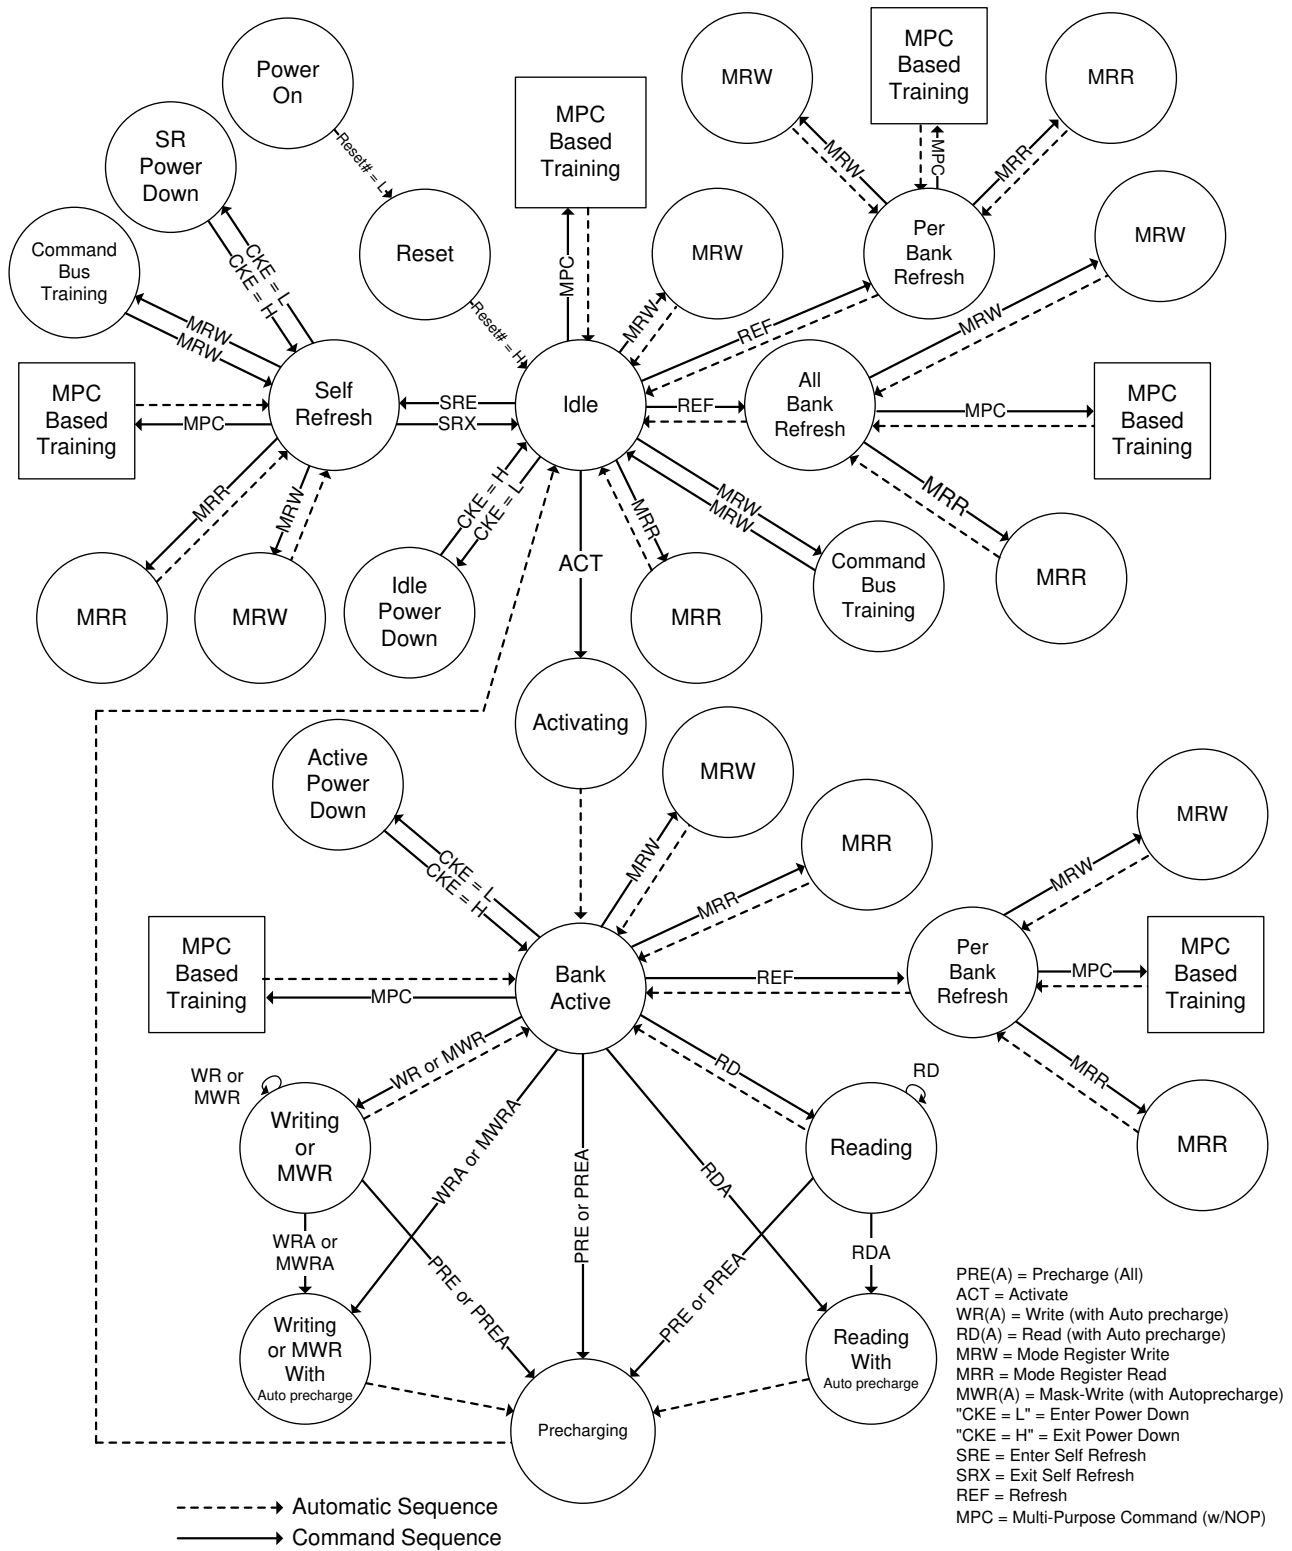 Power
On
SR
Power
Down
Reset# = L
MPC
Based
Training
MRW
MPC
Based
Training
MRR
Command
Bus
Training
CKE = L
CKE = H
Reset
MPC
MRW
MRW
MPC
MRR
Per
Bank
Refresh
MRW
MRW
MRW
Reset# = H
MRW
REF
MRW
MPC
Based
Training
MPC
Self
Refresh
SRE
SRX
Idle
REF
All
Bank
Refresh
MPC
MPC
Based
Training
MRR
MRW
CKE = H
CKE = L
ACT
MRR
MRW
MRW
MRR
MRR
MRW
Idle
Power
Down
MRR
Command
Bus
Training
MRR
Activating
Active
Power
Down
MRW
MRR
MRW
CKE = L
CKE = H
MRW
MRR
MRW
MPC
Based
Training
MPC
Bank
Active
REF
Per
Bank
Refresh
MPC
MPC
Based
Training
WR or
MWR
WR or MWR
RD
RD
MRR
Writing
or
MWR
WRA or MWRA
PRE or PREA
RDA
Reading
MRR
WRA or
MWRA
PRE or PREA
PRE or PREA
RDA
Writing
or MWR
With
Auto precharge
Reading
With
Auto precharge
Precharging
PRE(A) = Precharge (All)
ACT = Activate
WR(A) = Write (with Auto precharge)
RD(A) = Read (with Auto precharge)
MRW = Mode Register Write
MRR = Mode Register Read
MWR(A) = Mask-Write (with Autoprecharge)
"CKE = L" = Enter Power Down
"CKE = H" = Exit Power Down
SRE = Enter Self Refresh
SRX = Exit Self Refresh
REF = Refresh
MPC = Multi-Purpose Command (w/NOP)
Automatic Sequence
Command Sequence